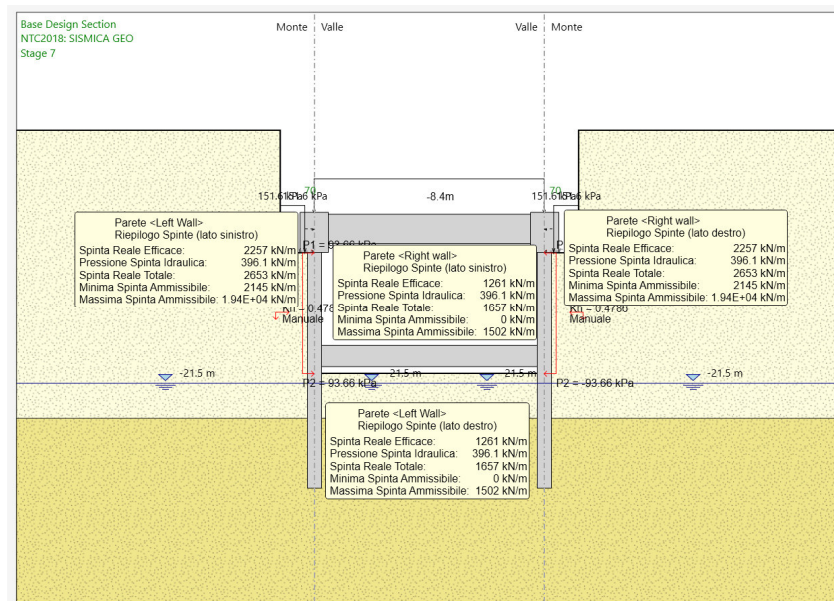 Base Design Section
NTC2018: SISMICA GEO
Stage 7
Monte Valle
Valle Monte
70
-8.4m
Parete <Left Wall>
Riepilogo Spinte (lato sinistro)
Spinta Reale Efficace: 2257 kN/m
Pressione Spinta Idraulica: 396.1 kN/m
Spinta Reale Totale: 2653 kN/m
Minima Spinta Ammissibile: 2145 kN/m
Massima Spinta Ammissibile: 1.94E+04 kN/m
Parete <Right wall>
Riepilogo Spinte (lato sinistro)
Spinta Reale Efficace: 1261 kN/m
Pressione Spinta Idraulica: 396.1 kN/m
Spinta Reale Totale: 1657 kN/m
Minima Spinta Ammissibile: 0 kN/m
Massima Spinta Ammissibile: 1502 kN/m
Parete <Right wall>
Riepilogo Spinte (lato destro)
Spinta Reale Efficace: 2257 kN/m
Pressione Spinta Idraulica: 396.1 kN/m
Spinta Reale Totale: 2653 kN/m
Minima Spinta Ammissibile: 2145 kN/m
Massima Spinta Ammissibile: 1.94E+04 kN/m
Manuale
Manuale
-21.5 m
21.5 m
-21.5 m
-21.5 m
P2 = 93.66 kPa
P2 = -93.66 kPa
Parete <Left Wall>
Riepilogo Spinte (lato destro)
Spinta Reale Efficace: 1261 kN/m
Pressione Spinta Idraulica: 396.1 kN/m
Spinta Reale Totale: 1657 kN/m
Minima Spinta Ammissibile: 0 kN/m
Massima Spinta Ammissibile: 1502 kN/m